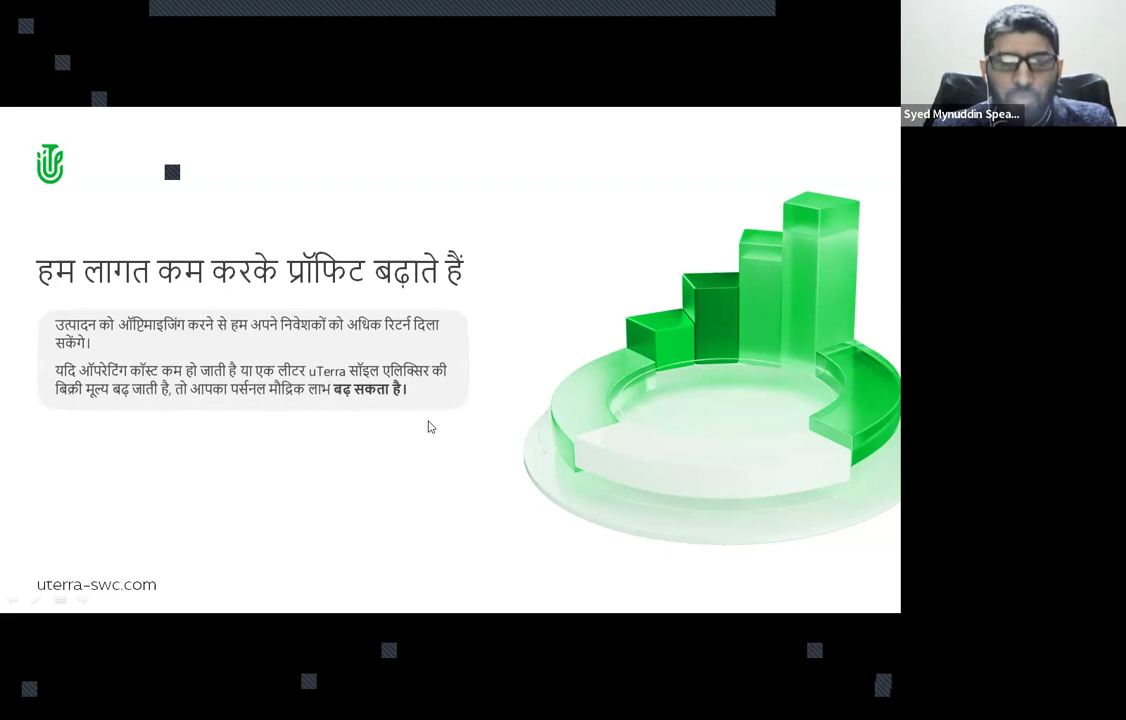 Syed Mynuddin Spea...
हम लागत कम करके प्रॉफिट बढ़ाते हैं
उत्पादन को ऑप्टिमाइजिंग करने से हम अपने निवेशकों को अधिक रिटर्न दिला
सकेंगे।
यदि ऑपरेटिंग कॉस्ट कम हो जाती है या एक लीटर uTerra सॉइल एलिक्सिर की
बिक्री मूल्य बढ़ जाती है, तो आपका पर्सनल मौद्रिक लाभ बढ़ सकता है।
uterra-swc.com